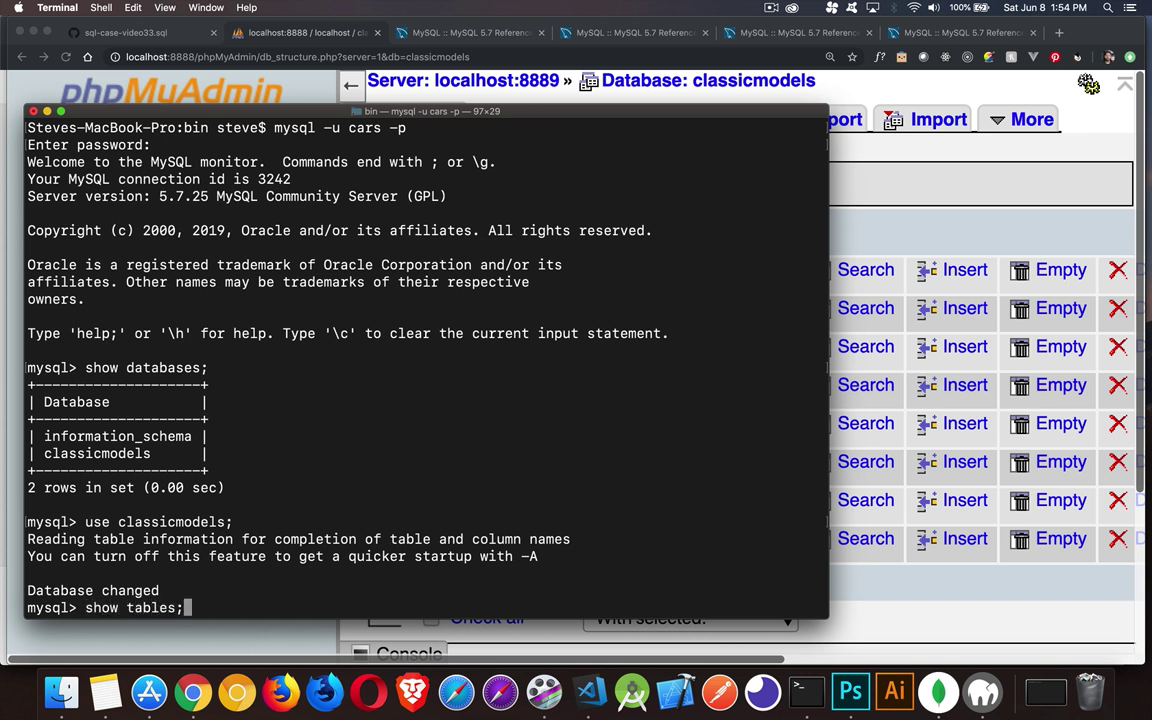 Terminal Shell Edit View Window Help 100% Sat Jun 8 1:54 PM
sql-case-video33.sql
localhost:8888 / localhost / cl
MySQL :: MySQL 5.7 Referenc
MySQL :: MySQL 5.7 Referenc
MySQL :: MySQL 5.7 Referenc
MySQL :: MySQL 5.7 Referenc
localhost:8888/phpMyAdmin/db_structure.php?server=1&db=classicmodels
phpMyAdmin
Server: localhost:8889 » Database: classicmodels
port Import More
bin — mysql -u cars -p — 97×29
Steves-MacBook-Pro:bin steve$ mysql -u cars -p
Enter password:
Welcome to the MySQL monitor.  Commands end with ; or \g.
Your MySQL connection id is 3242
Server version: 5.7.25 MySQL Community Server (GPL)
Copyright (c) 2000, 2019, Oracle and/or its affiliates. All rights reserved.
Oracle is a registered trademark of Oracle Corporation and/or its
affiliates. Other names may be trademarks of their respective
owners.
Type 'help;' or '\h' for help. Type '\c' to clear the current input statement.
mysql> show databases;
+--------------------+
| Database           |
+--------------------+
| information_schema |
| classicmodels      |
+--------------------+
2 rows in set (0.00 sec)
mysql> use classicmodels;
Reading table information for completion of table and column names
You can turn off this feature to get a quicker startup with -A
Database changed
mysql> show tables;
Search Insert Empty
Search Insert Empty
Search Insert Empty
Search Insert Empty
Search Insert Empty
Search Insert Empty
Search Insert Empty
Search Insert Empty
Check all With selected:
Console
Ps Ai